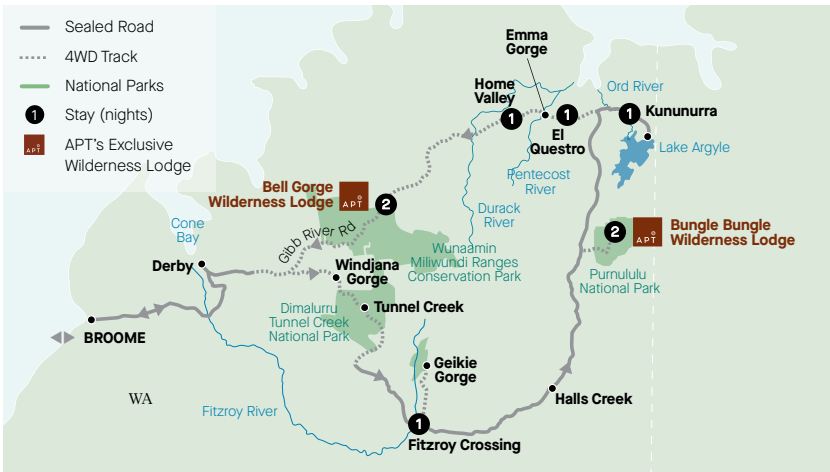 Sealed Road
4WD Track
National Parks
1
Stay (nights)
APT
APT's Exclusive
Wilderness Lodge
Emma
Gorge
Home
Valley
1
1
El
Questro
Ord River
1
Kununurra
Lake Argyle
Pentecost
River
Durack
River
Bell Gorge
Wilderness Lodge
APT
2
Gibb River Rd
Wunaamin
Miliwundi Ranges
Conservation Park
2
APT
Bungle Bungle
Wilderness Lodge
Purnululu
National Park
Cone
Bay
Derby
Windjana
Gorge
Tunnel Creek
Dimalurru
Tunnel Creek
National Park
BROOME
Geikie
Gorge
WA
Fitzroy River
Halls Creek
1
Fitzroy Crossing